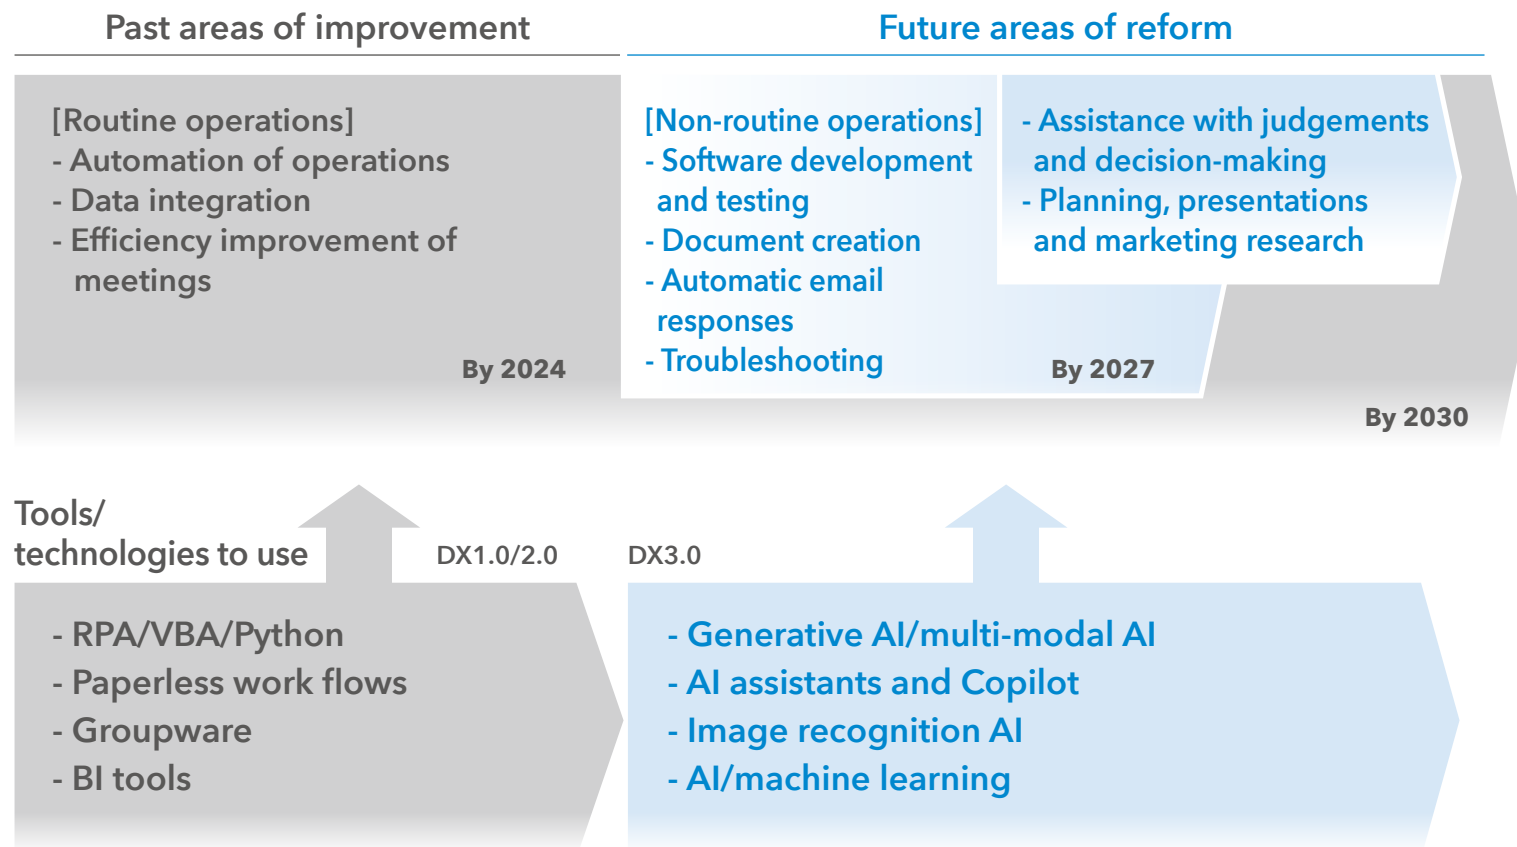 Past areas of improvement
Future areas of reform
[Routine operations]
- Automation of operations
- Data integration
- Efficiency improvement of
meetings
By 2024
[Non-routine operations]
- Software development
and testing
- Document creation
- Automatic email
responses
- Troubleshooting
By 2027
- Assistance with judgements
and decision-making
- Planning, presentations
and marketing research
By 2030
Tools/
technologies to use
DX1.0/2.0
DX3.0
- RPA/VBA/Python
- Paperless work flows
- Groupware
- BI tools
- Generative AI/multi-modal AI
- AI assistants and Copilot
- Image recognition AI
- AI/machine learning